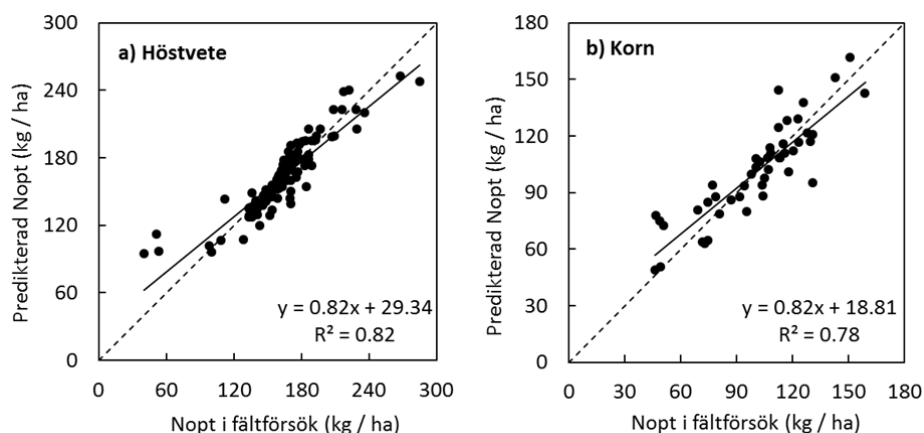 a) Höstvete
Predikterad Nopt (kg / ha)
300
240
180
120
60
0
y = 0.82x + 29.34
R² = 0.82
0 60 120 180 240 300
Nopt i fältförsök (kg / ha)
b) Korn
Predikterad Nopt (kg / ha)
180
150
120
90
60
30
0
y = 0.82x + 18.81
R² = 0.78
0 30 60 90 120 150 180
Nopt i fältförsök (kg / ha)